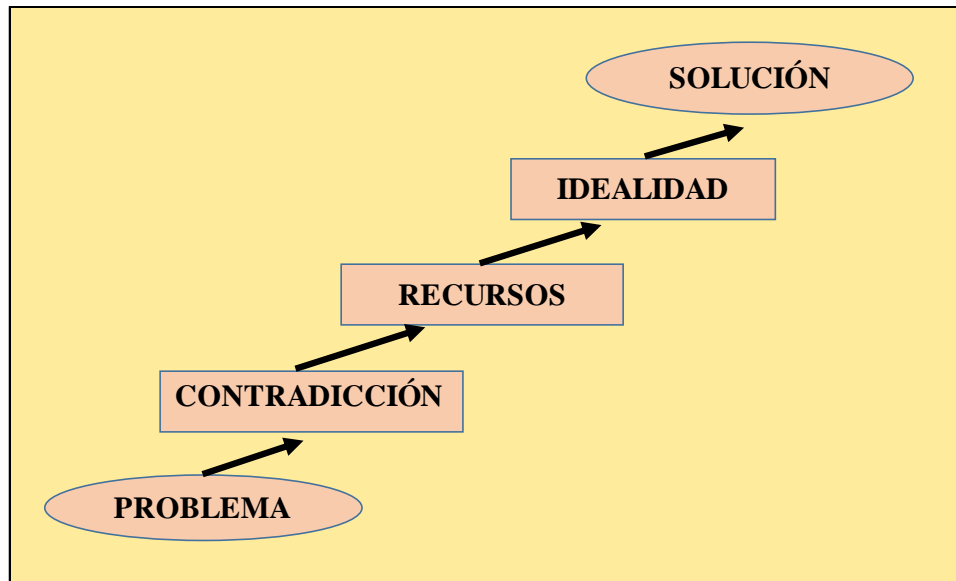 SOLUCIÓN
IDEALIDAD
RECURSOS
CONTRADICCIÓN
PROBLEMA